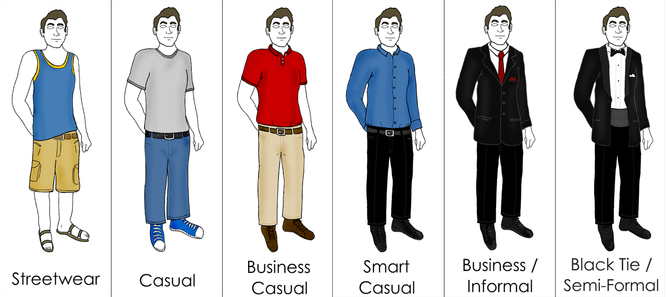 Streetwear
Casual
Business
Casual
Smart
Casual
Business /
Informal
Black Tie /
Semi-Formal